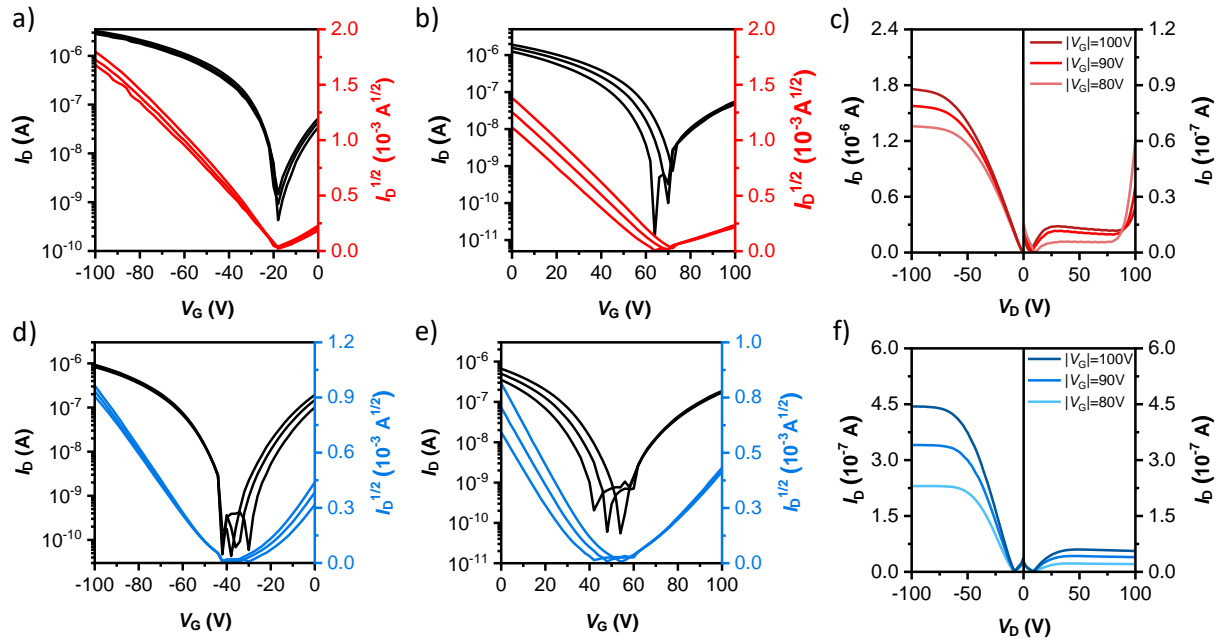 a)
10⁻⁶
10⁻⁷
10⁻⁸
10⁻⁹
10⁻¹⁰
I_D (A)
-100 -80 -60 -40 -20 0
V_G (V)
2.0
1.5
1.0
0.5
0.0
I_D^1/2 (10⁻³ A^1/2)
b)
10⁻⁵
10⁻⁶
10⁻⁷
10⁻⁸
10⁻⁹
10⁻¹⁰
10⁻¹¹
I_D (A)
0 20 40 60 80 100
V_G (V)
2.0
1.5
1.0
0.5
0.0
I_D^1/2 (10⁻³A^1/2)
c)
2.4
1.8
1.2
0.6
0.0
I_D (10⁻⁶ A)
|V_G|=100V
|V_G|=90V
|V_G|=80V
-100 -50 0 50 100
V_D (V)
1.2
0.9
0.6
0.3
0.0
I_D (10⁻⁷ A)
d)
10⁻⁶
10⁻⁷
10⁻⁸
10⁻⁹
10⁻¹⁰
I_D (A)
-100 -80 -60 -40 -20 0
V_G (V)
1.2
0.9
0.6
0.3
0.0
I_D^1/2 (10⁻³ A^1/2)
e)
10⁻⁶
10⁻⁷
10⁻⁸
10⁻⁹
10⁻¹⁰
10⁻¹¹
I_D (A)
0 20 40 60 80 100
V_G (V)
1.0
0.8
0.5
0.3
0.0
I_D^1/2 (10⁻³A^1/2)
f)
6.0
4.5
3.0
1.5
0.0
I_D (10⁻⁷ A)
|V_G|=100V
|V_G|=90V
|V_G|=80V
-100 -50 0 50 100
V_D (V)
6.0
4.5
3.0
1.5
0.0
I_D (10⁻⁷ A)